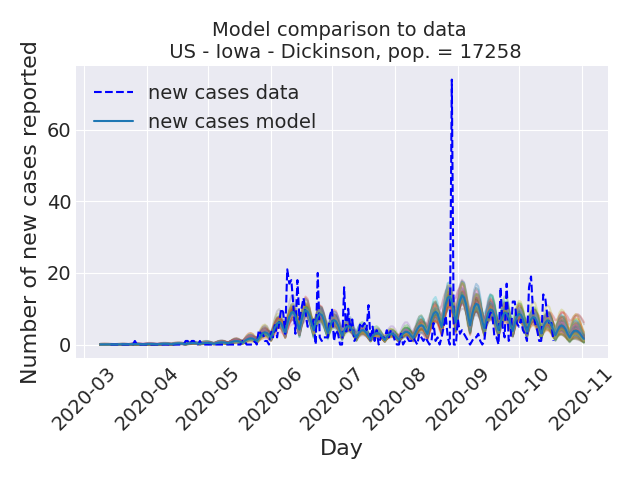 Model comparison to data
US - Iowa - Dickinson, pop. = 17258
Number of new cases reported
60
40
20
0
new cases data
new cases model
2020-03
2020-04
2020-05
2020-06
2020-07
2020-08
2020-09
2020-10
2020-11
Day